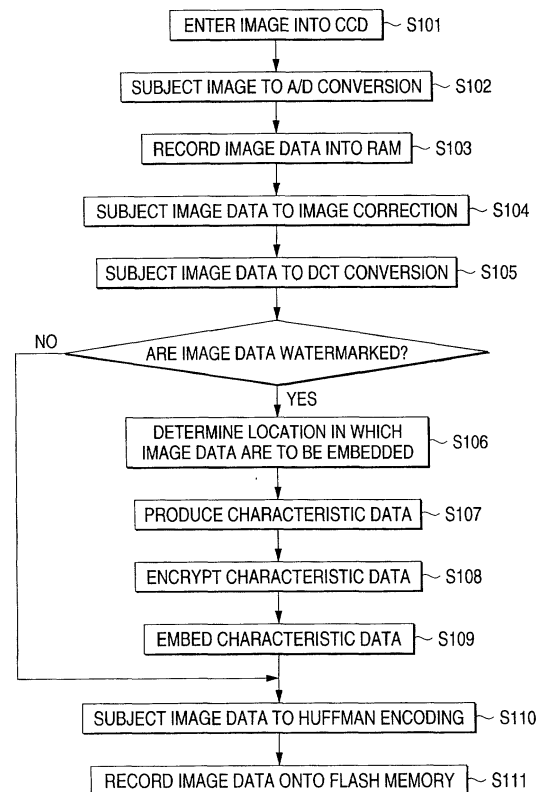 ENTER IMAGE INTO CCD S101
SUBJECT IMAGE TO A/D CONVERSION S102
RECORD IMAGE DATA INTO RAM S103
SUBJECT IMAGE DATA TO IMAGE CORRECTION S104
SUBJECT IMAGE DATA TO DCT CONVERSION S105
NO
ARE IMAGE DATA WATERMARKED?
YES
DETERMINE LOCATION IN WHICH
IMAGE DATA ARE TO BE EMBEDDED S106
PRODUCE CHARACTERISTIC DATA S107
ENCRYPT CHARACTERISTIC DATA S108
EMBED CHARACTERISTIC DATA S109
SUBJECT IMAGE DATA TO HUFFMAN ENCODING S110
RECORD IMAGE DATA ONTO FLASH MEMORY S111